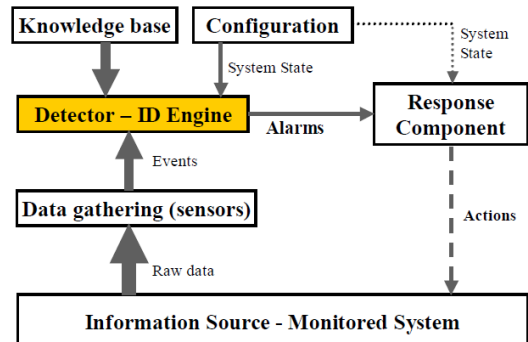 Knowledge base
Configuration
System State
System
State
Detector – ID Engine
Alarms
Response
Component
Events
Data gathering (sensors)
Actions
Raw data
Information Source - Monitored System